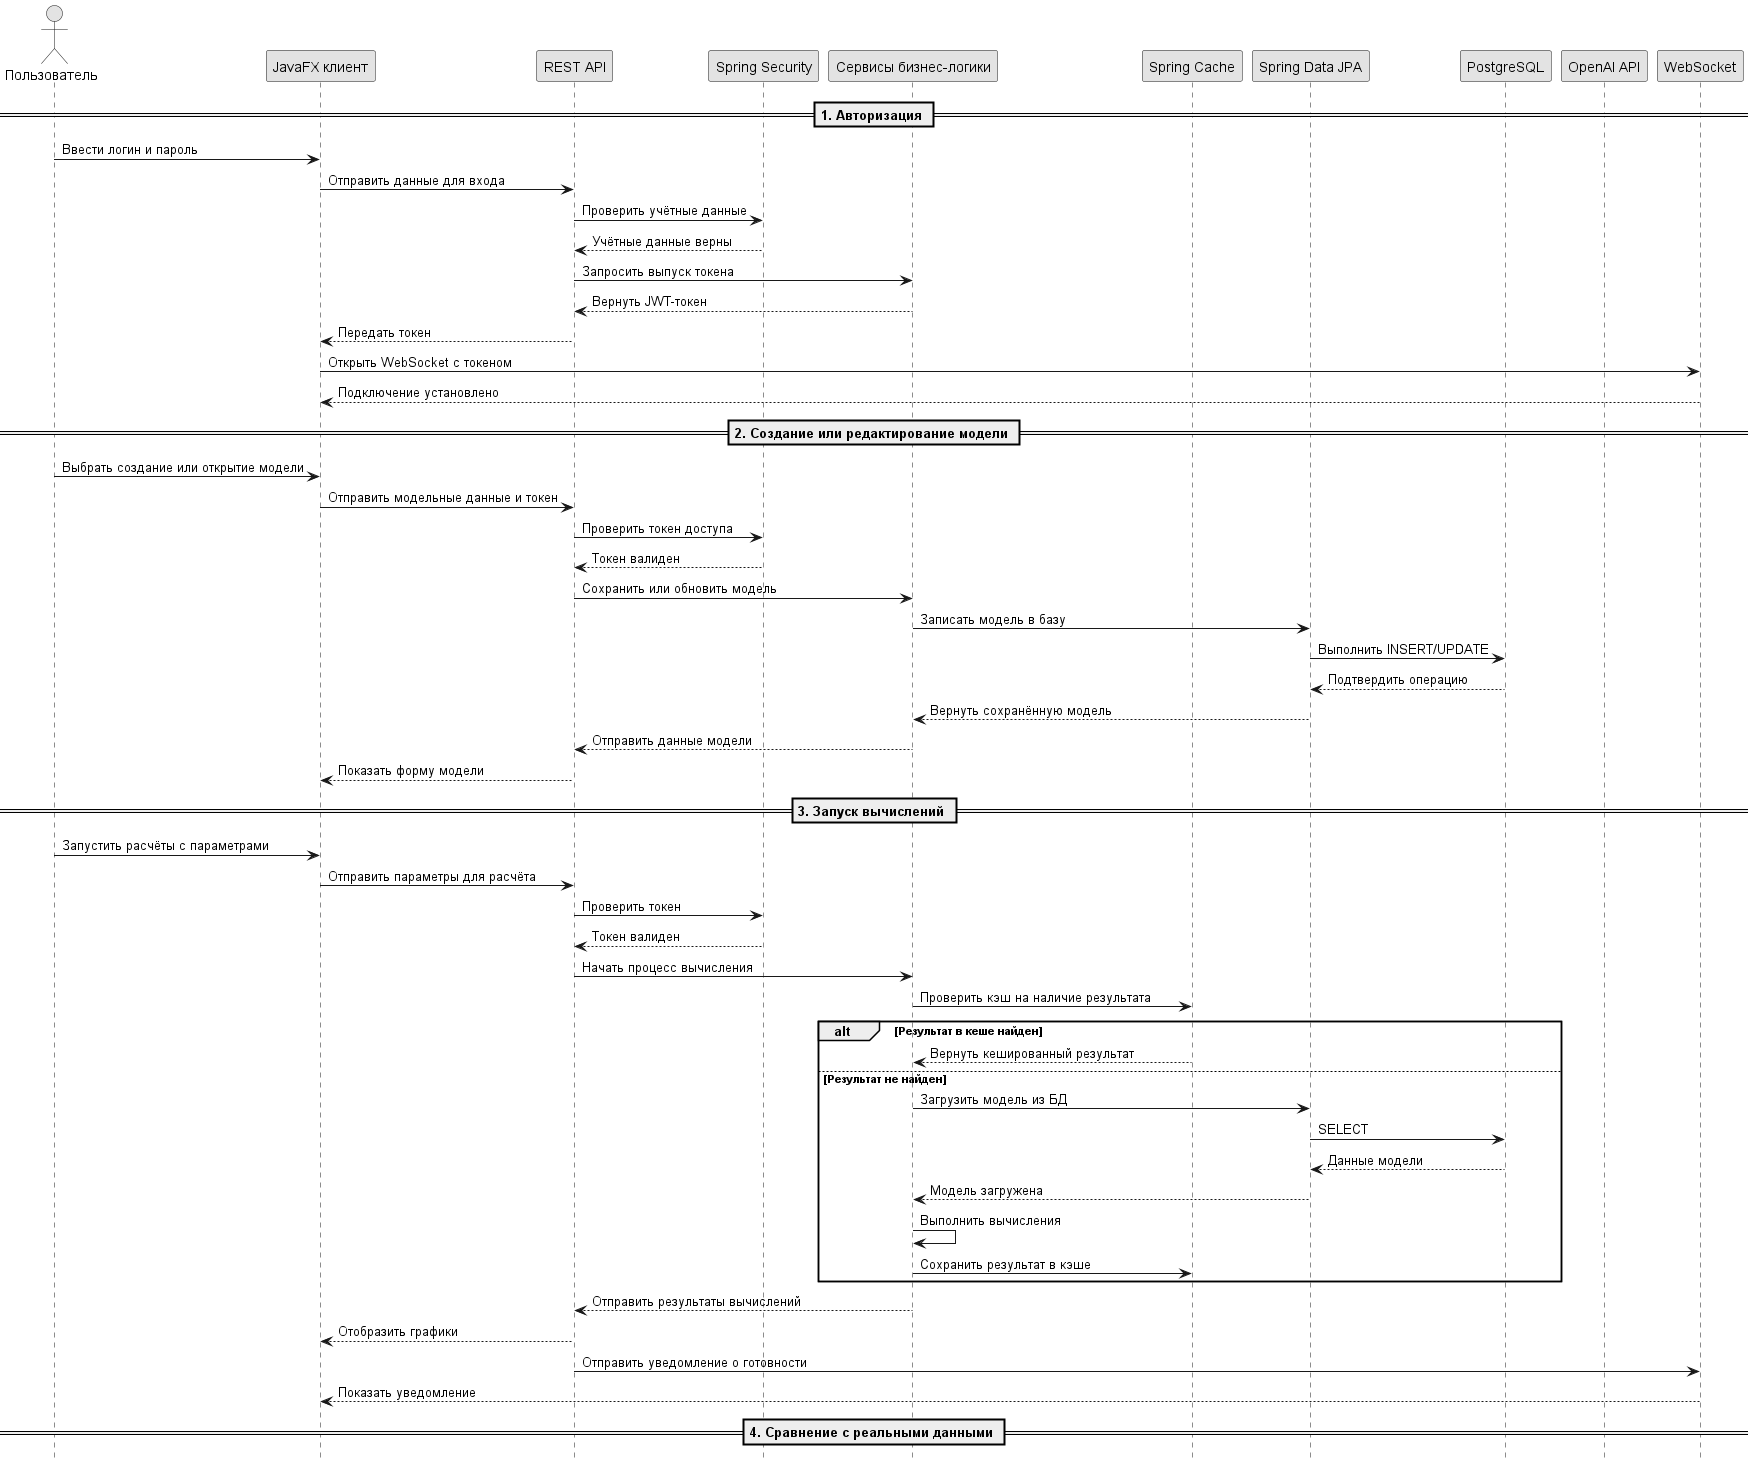 Пользователь
JavaFX клиент
REST API
Spring Security
Сервисы бизнес-логики
Spring Cache
Spring Data JPA
PostgreSQL
OpenAI API
WebSocket
1. Авторизация
Ввести логин и пароль
Отправить данные для входа
Проверить учётные данные
Учётные данные верны
Запросить выпуск токена
Вернуть JWT-токен
Передать токен
Открыть WebSocket с токеном
Подключение установлено
2. Создание или редактирование модели
Выбрать создание или открытие модели
Отправить модельные данные и токен
Проверить токен доступа
Токен валиден
Сохранить или обновить модель
Записать модель в базу
Выполнить INSERT/UPDATE
Подтвердить операцию
Вернуть сохранённую модель
Отправить данные модели
Показать форму модели
3. Запуск вычислений
Запустить расчёты с параметрами
Отправить параметры для расчёта
Проверить токен
Токен валиден
Начать процесс вычисления
Проверить кэш на наличие результата
alt [Результат в кеше найден]
Вернуть кешированный результат
[Результат не найден]
Загрузить модель из БД
SELECT
Данные модели
Модель загружена
Выполнить вычисления
Сохранить результат в кэше
Отправить результаты вычислений
Отобразить графики
Отправить уведомление о готовности
Показать уведомление
4. Сравнение с реальными данными